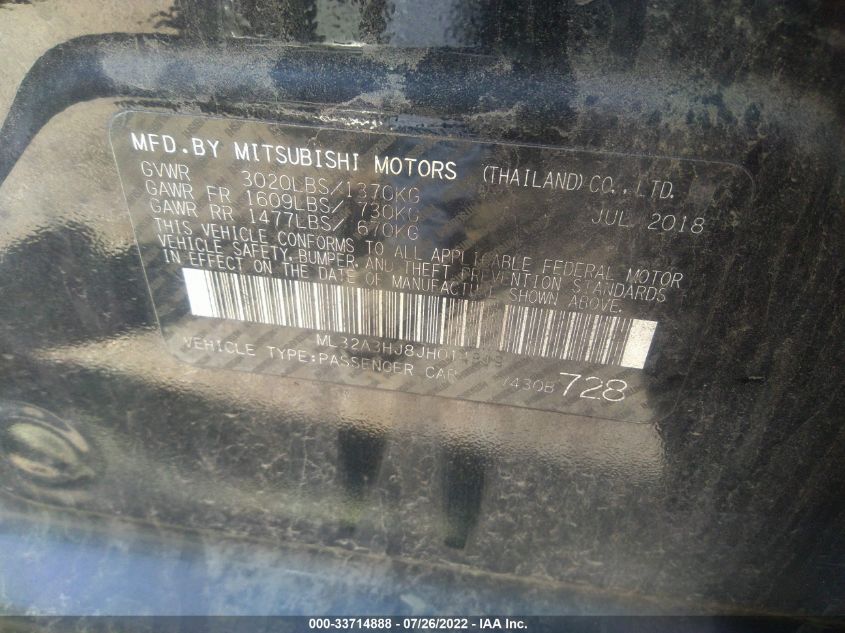 MFD. BY MITSUBISHI MOTORS (THAILAND) CO., LTD.
GVWR 3020LBS/1370KG JUL 2018
GAWR FR 1609LBS/ 730KG
GAWR RR 1477LBS/ 670KG
THIS VEHICLE CONFORMS TO ALL APPLICABLE FEDERAL MOTOR
VEHICLE SAFETY, BUMPER, AND THEFT PREVENTION STANDARDS
IN EFFECT ON THE DATE OF MANUFACTURE SHOWN ABOVE.
VEHICLE TYPE:PASSENGER CAR 728
000-33714888 - 07/26/2022 - IAA Inc.